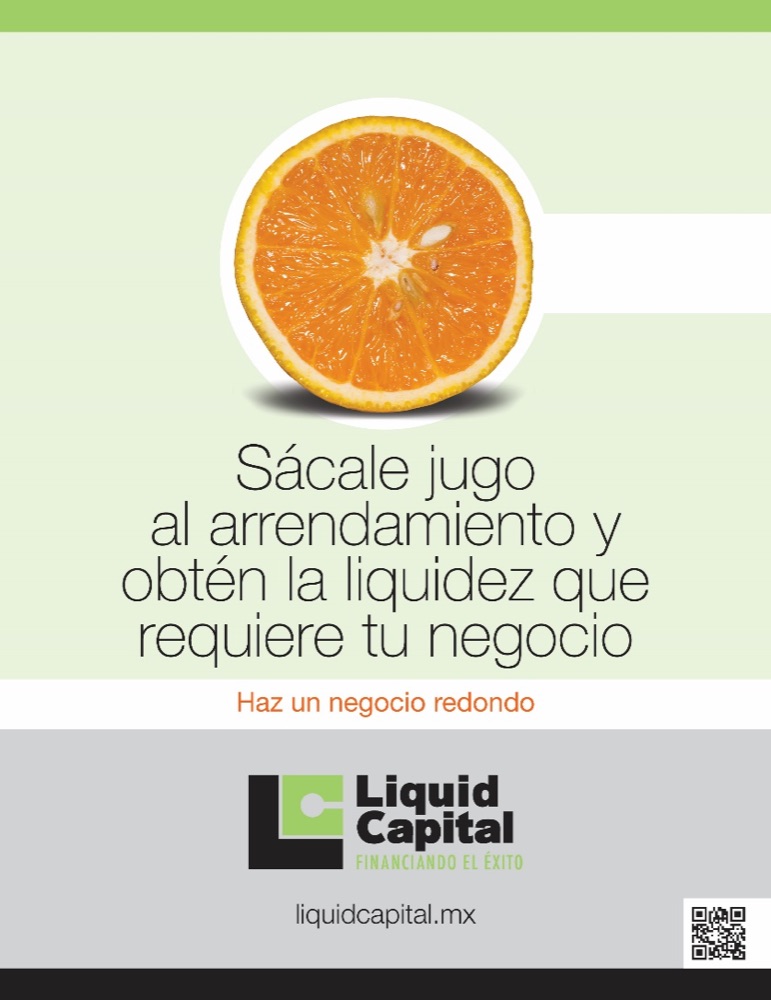 Sácale jugo
al arrendamiento y
obtén la liquidez que
requiere tu negocio
Haz un negocio redondo
LC
Liquid
Capital
FINANCIANDO EL ÉXITO
liquidcapital.mx